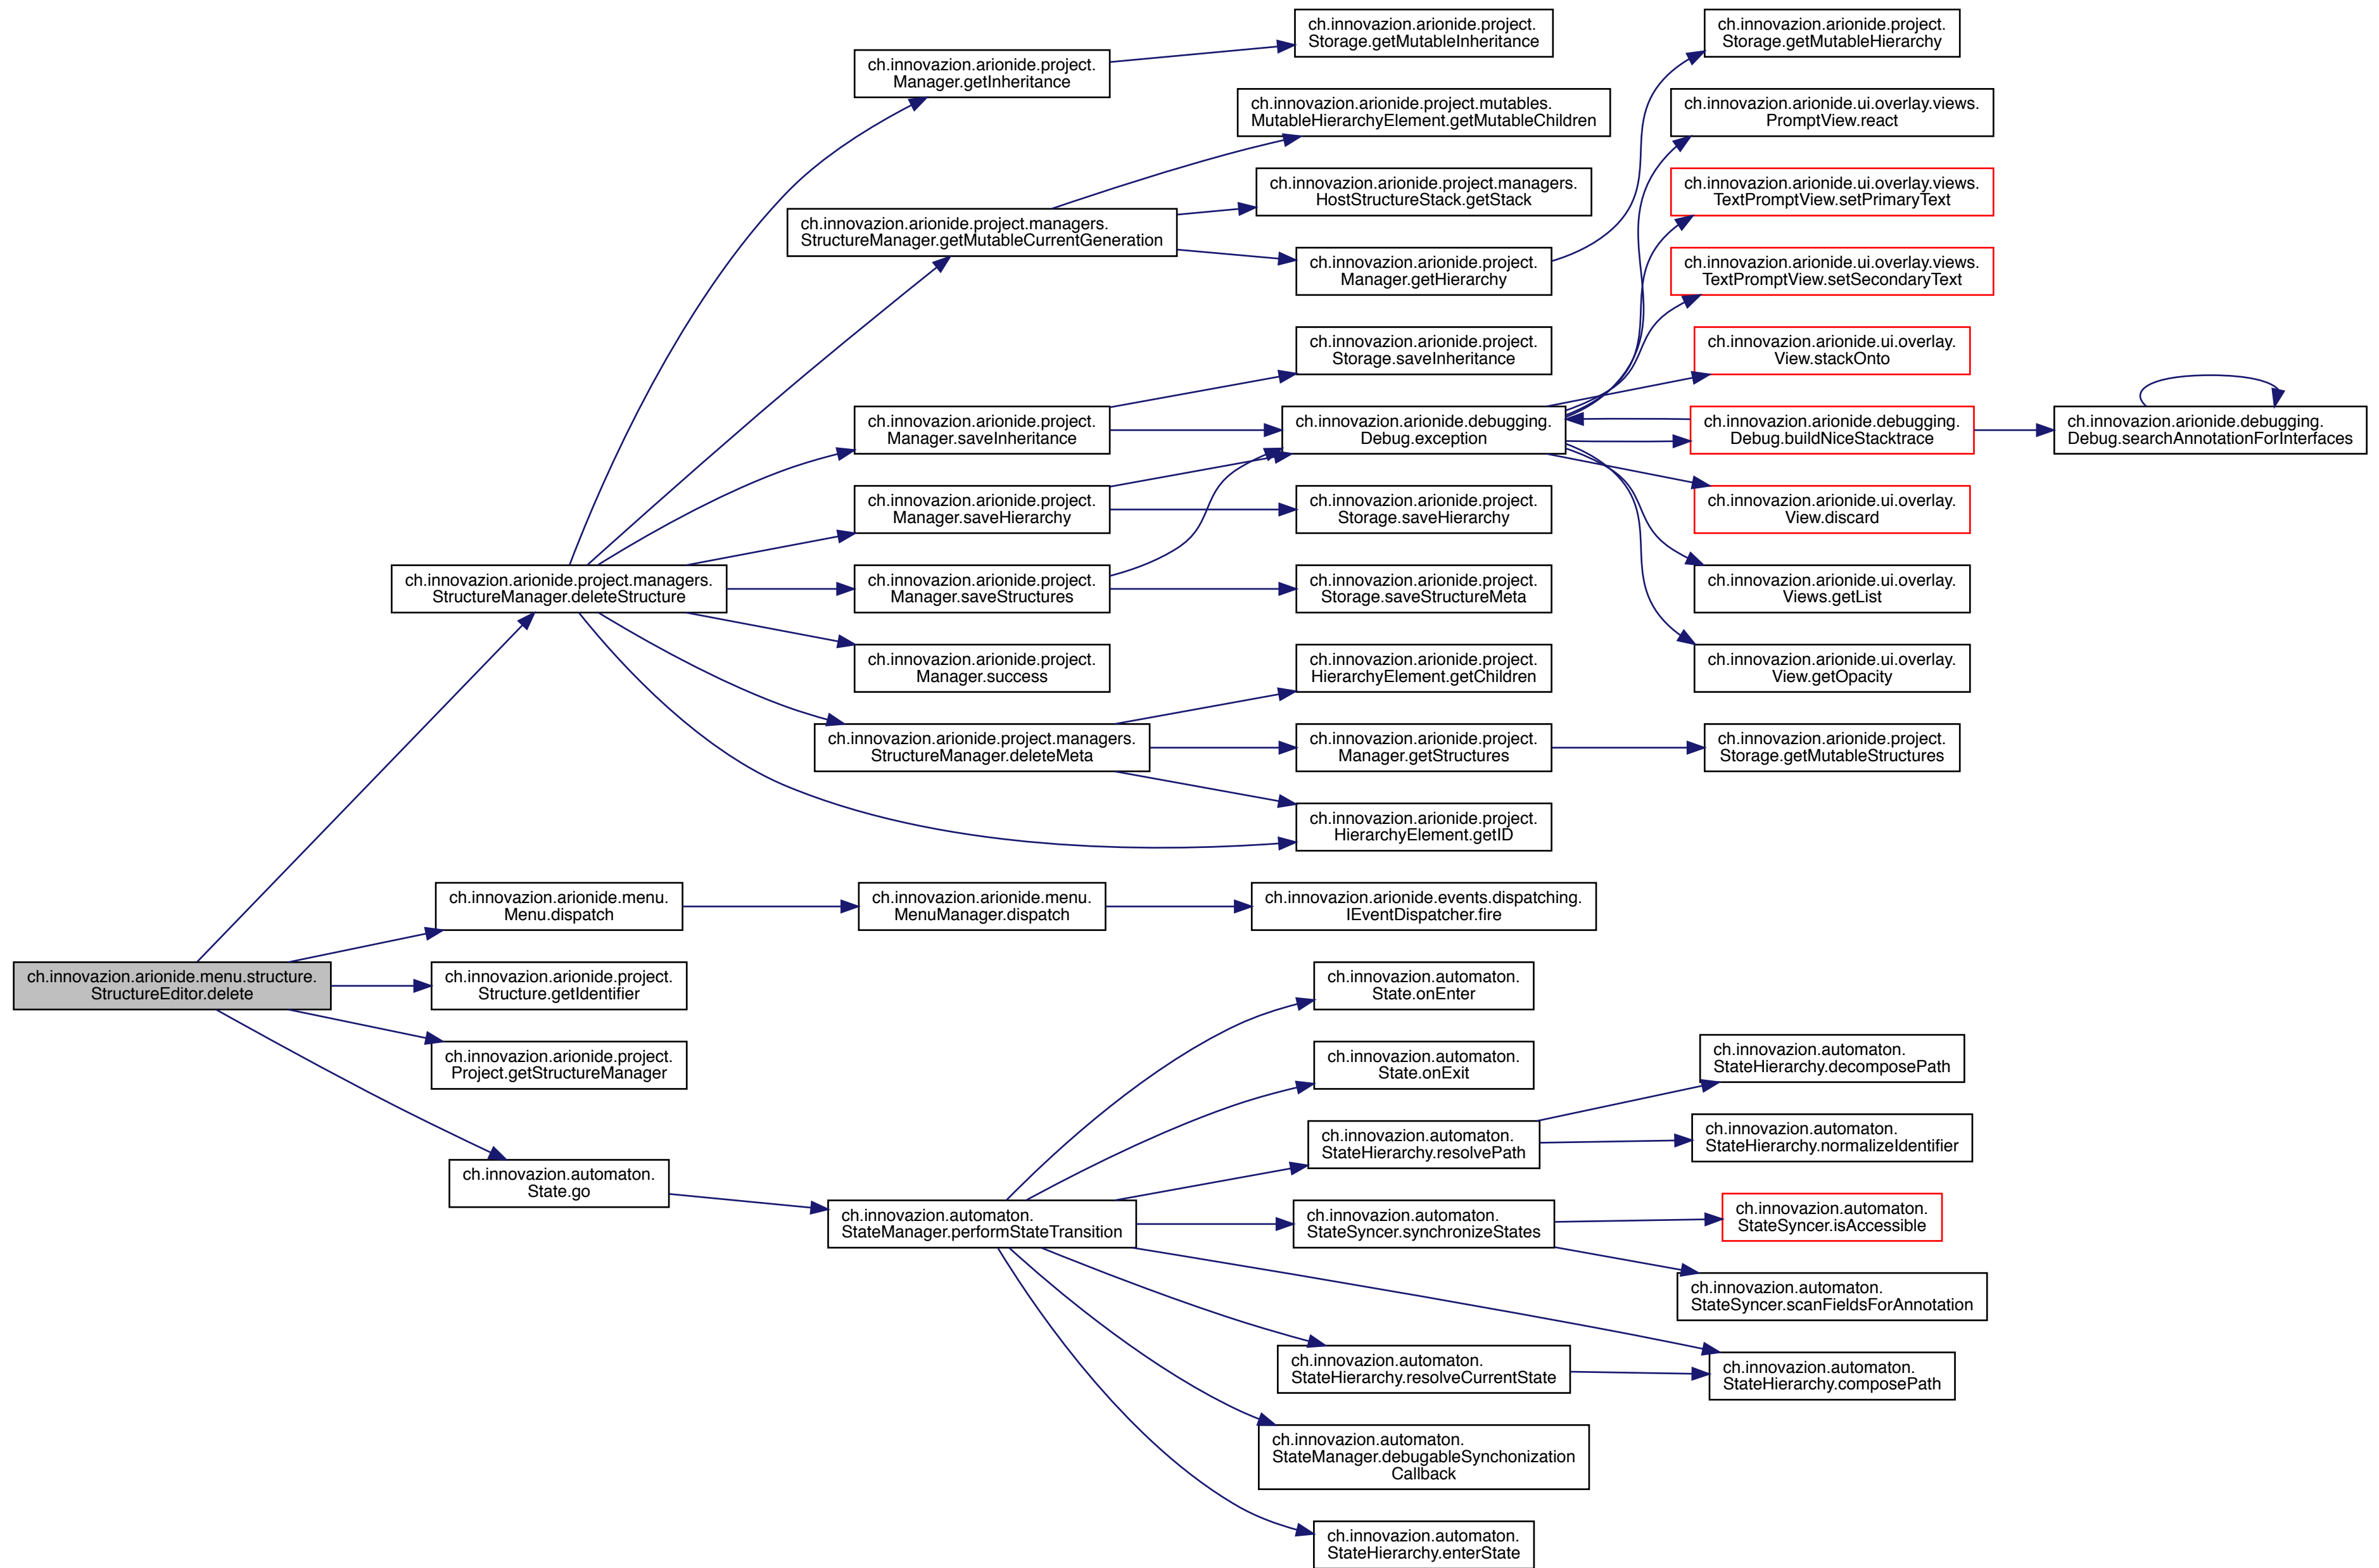 ch.innovazion.arionide.menu.structure.
StructureEditor.delete
ch.innovazion.arionide.project.managers.
StructureManager.deleteStructure
ch.innovazion.arionide.menu.
Menu.dispatch
ch.innovazion.arionide.project.
Structure.getIdentifier
ch.innovazion.arionide.project.
Project.getStructureManager
ch.innovazion.automaton.
State.go
ch.innovazion.arionide.project.
Manager.getInheritance
ch.innovazion.arionide.project.managers.
StructureManager.getMutableCurrentGeneration
ch.innovazion.arionide.project.
Manager.saveInheritance
ch.innovazion.arionide.project.
Manager.saveHierarchy
ch.innovazion.arionide.project.
Manager.saveStructures
ch.innovazion.arionide.project.
Manager.success
ch.innovazion.arionide.project.managers.
StructureManager.deleteMeta
ch.innovazion.arionide.menu.
MenuManager.dispatch
ch.innovazion.automaton.
StateManager.performStateTransition
ch.innovazion.arionide.project.
Storage.getMutableInheritance
ch.innovazion.arionide.project.mutables.
MutableHierarchyElement.getMutableChildren
ch.innovazion.arionide.project.managers.
HostStructureStack.getStack
ch.innovazion.arionide.project.
Manager.getHierarchy
ch.innovazion.arionide.project.
Storage.saveInheritance
ch.innovazion.arionide.debugging.
Debug.exception
ch.innovazion.arionide.project.
Storage.saveHierarchy
ch.innovazion.arionide.project.
Storage.saveStructureMeta
ch.innovazion.arionide.project.
HierarchyElement.getChildren
ch.innovazion.arionide.project.
Manager.getStructures
ch.innovazion.arionide.project.
HierarchyElement.getID
ch.innovazion.arionide.events.dispatching.
IEventDispatcher.fire
ch.innovazion.automaton.
State.onEnter
ch.innovazion.automaton.
State.onExit
ch.innovazion.automaton.
StateHierarchy.resolvePath
ch.innovazion.automaton.
StateSyncer.synchronizeStates
ch.innovazion.automaton.
StateHierarchy.resolveCurrentState
ch.innovazion.automaton.
StateManager.debugableSynchonization
Callback
ch.innovazion.automaton.
StateHierarchy.enterState
ch.innovazion.arionide.project.
Storage.getMutableHierarchy
ch.innovazion.arionide.ui.overlay.views.
PromptView.react
ch.innovazion.arionide.ui.overlay.views.
TextPromptView.setPrimaryText
ch.innovazion.arionide.ui.overlay.views.
TextPromptView.setSecondaryText
ch.innovazion.arionide.ui.overlay.
View.stackOnto
ch.innovazion.arionide.debugging.
Debug.buildNiceStacktrace
ch.innovazion.arionide.ui.overlay.
View.discard
ch.innovazion.arionide.ui.overlay.
Views.getList
ch.innovazion.arionide.ui.overlay.
View.getOpacity
ch.innovazion.arionide.project.
Storage.getMutableStructures
ch.innovazion.automaton.
StateHierarchy.decomposePath
ch.innovazion.automaton.
StateHierarchy.normalizeIdentifier
ch.innovazion.automaton.
StateSyncer.isAccessible
ch.innovazion.automaton.
StateSyncer.scanFieldsForAnnotation
ch.innovazion.automaton.
StateHierarchy.composePath
ch.innovazion.arionide.debugging.
Debug.searchAnnotationForInterfaces